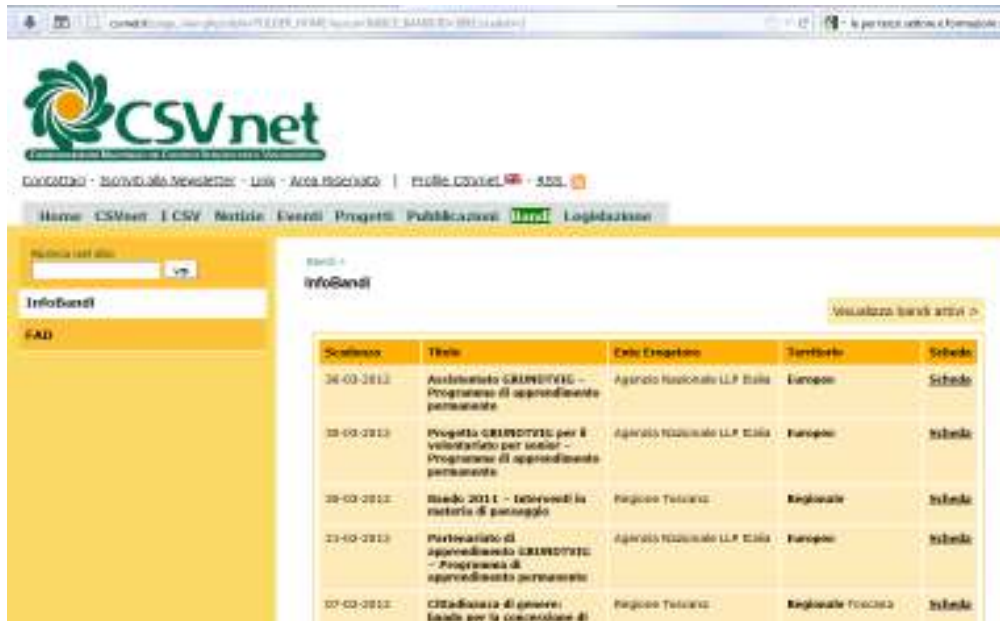 CSVnet
Contattaci - Iscriviti alla Newsletter - Link - Area Riservata | Profile CSVnet - RSS
Home CSVnet I CSV Notizie Eventi Progetti Pubblicazioni Bandi Legislazione
Ricerca nel sito
Bandi >
InfoBandi
InfoBandi
Visualizza bandi attivi >
FAD
Scadenza Titolo Ente Erogatore Territorio Scheda
Assistentato GRUNDTVIG – Agenzia Nazionale LLP Italia Europeo Scheda
Programma di apprendimento
permanente
Progetto GRUNDTVIG per il Agenzia Nazionale LLP Italia Europeo Scheda
volontariato per senior –
Programma di apprendimento
permanente
Bando 2011 – Interventi in Regione Toscana Regionale Scheda
materia di paesaggio
Partenariato di Agenzia Nazionale LLP Italia Europeo Scheda
apprendimento GRUNDTVIG
– Programma di
apprendimento permanente
Cittadinanza di genere: Regione Toscana Regionale Toscana Scheda
bando per la concessione di